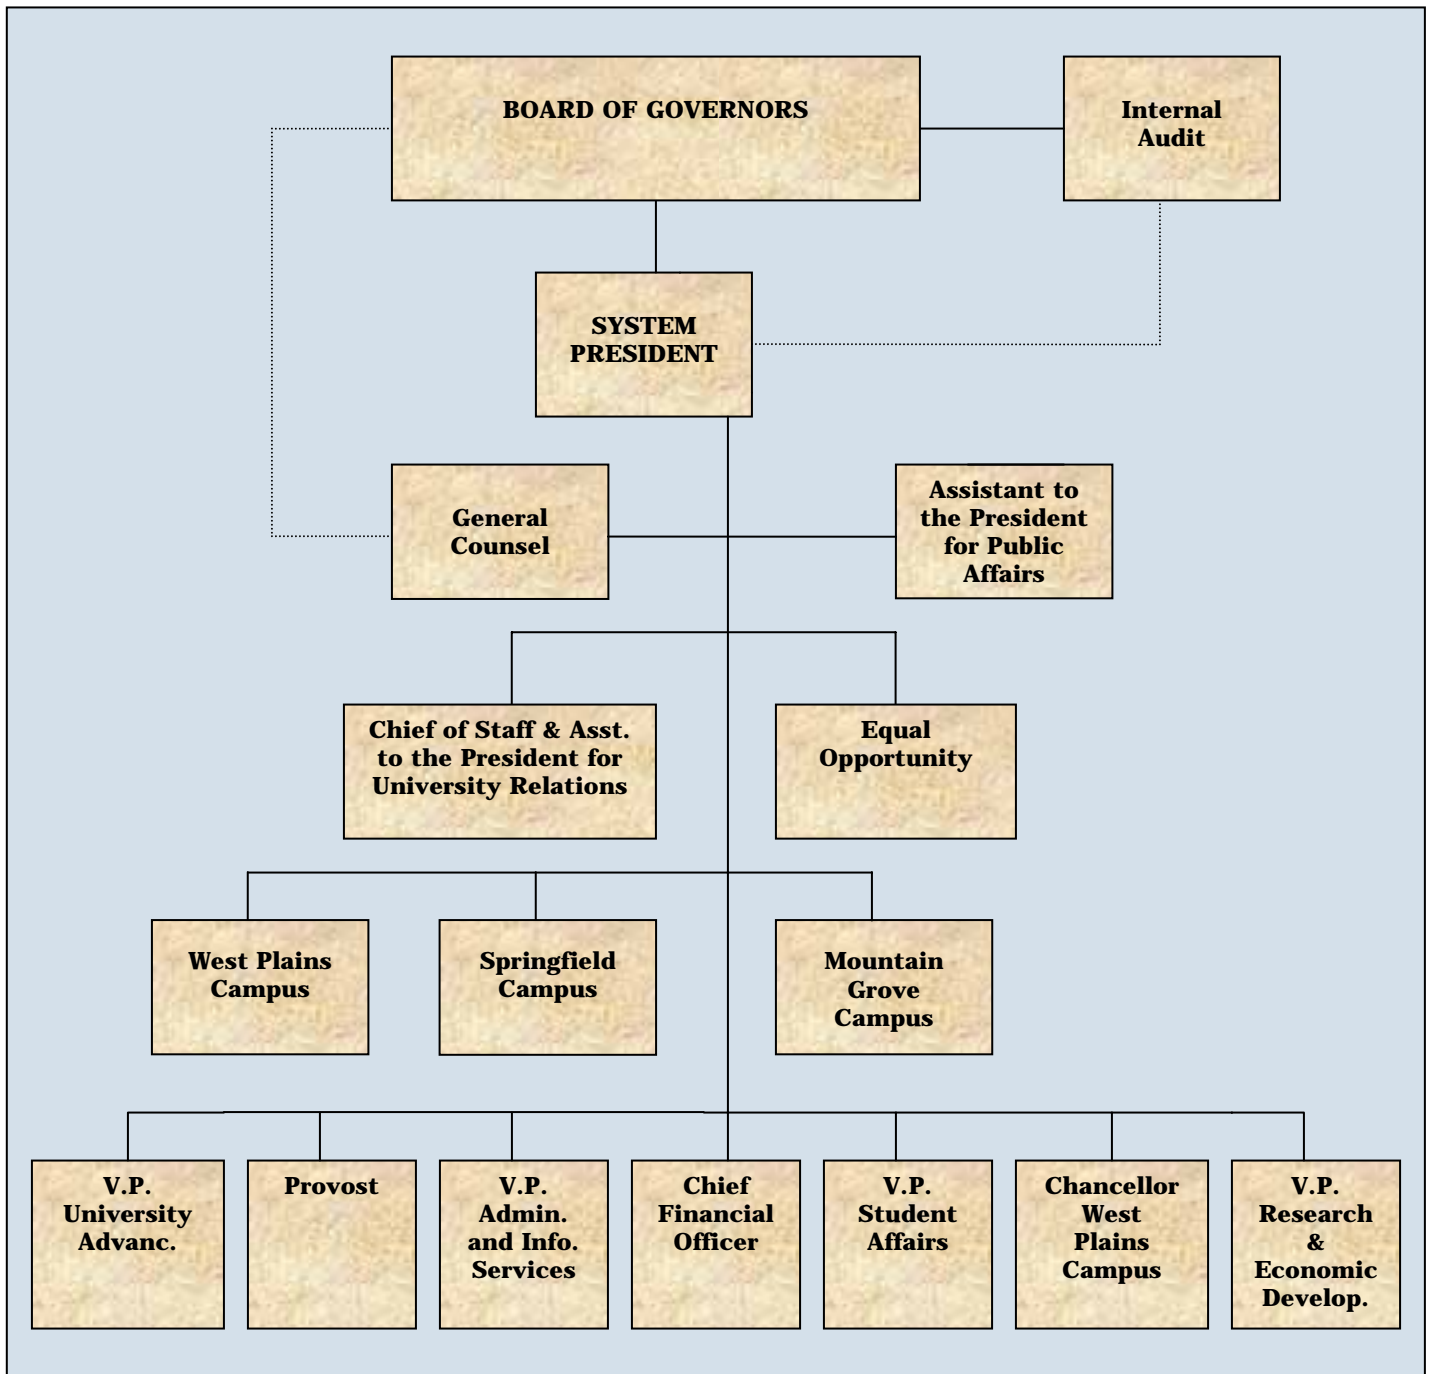 BOARD OF GOVERNORS
Internal
Audit
SYSTEM
PRESIDENT
General
Counsel
Assistant to
the President
for Public
Affairs
Chief of Staff & Asst.
to the President for
University Relations
Equal
Opportunity
West Plains
Campus
Springfield
Campus
Mountain
Grove
Campus
V.P.
University
Advanc.
Provost
V.P.
Admin.
and Info.
Services
Chief
Financial
Officer
V.P.
Student
Affairs
Chancellor
West
Plains
Campus
V.P.
Research
&
Economic
Develop.